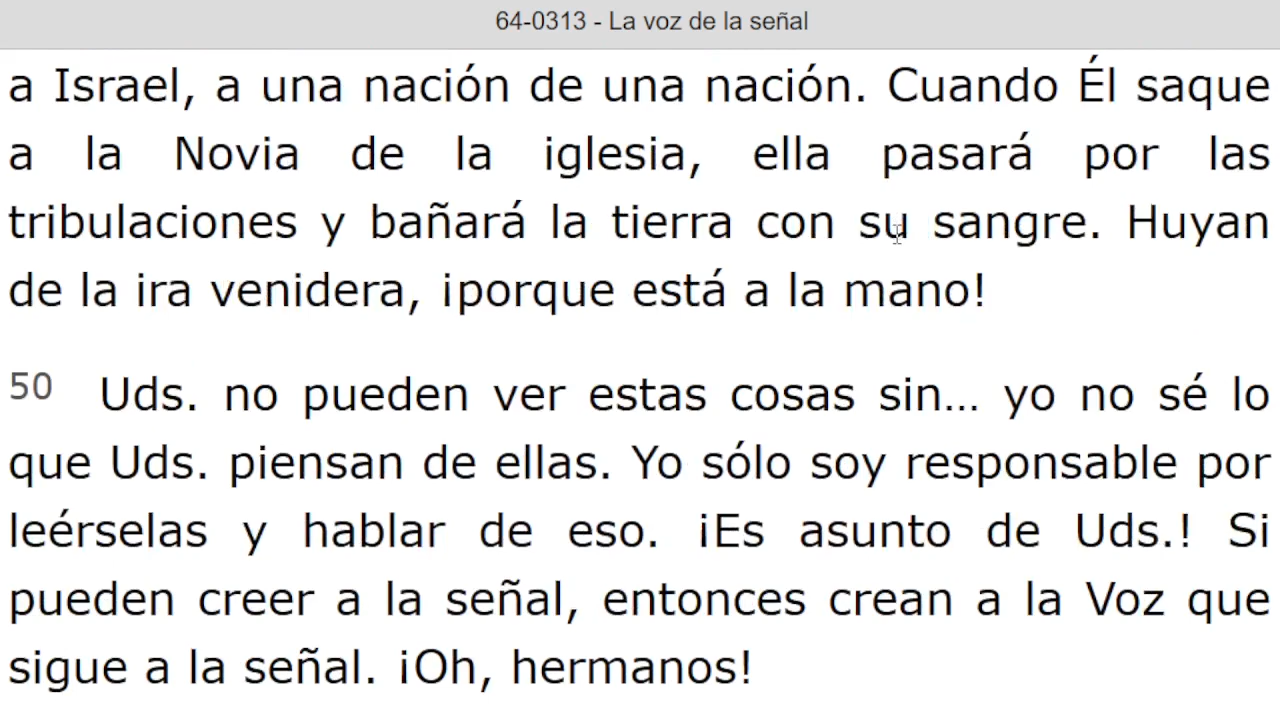 64-0313 - La voz de la señal
a Israel, a una nación de una nación. Cuando Él saque
a la Novia de la iglesia, ella pasará por las
tribulaciones y bañará la tierra con su sangre. Huyan
de la ira venidera, ¡porque está a la mano!
50 Uds. no pueden ver estas cosas sin... yo no sé lo
que Uds. piensan de ellas. Yo sólo soy responsable por
leérselas y hablar de eso. ¡Es asunto de Uds.! Si
pueden creer a la señal, entonces crean a la Voz que
sigue a la señal. ¡Oh, hermanos!